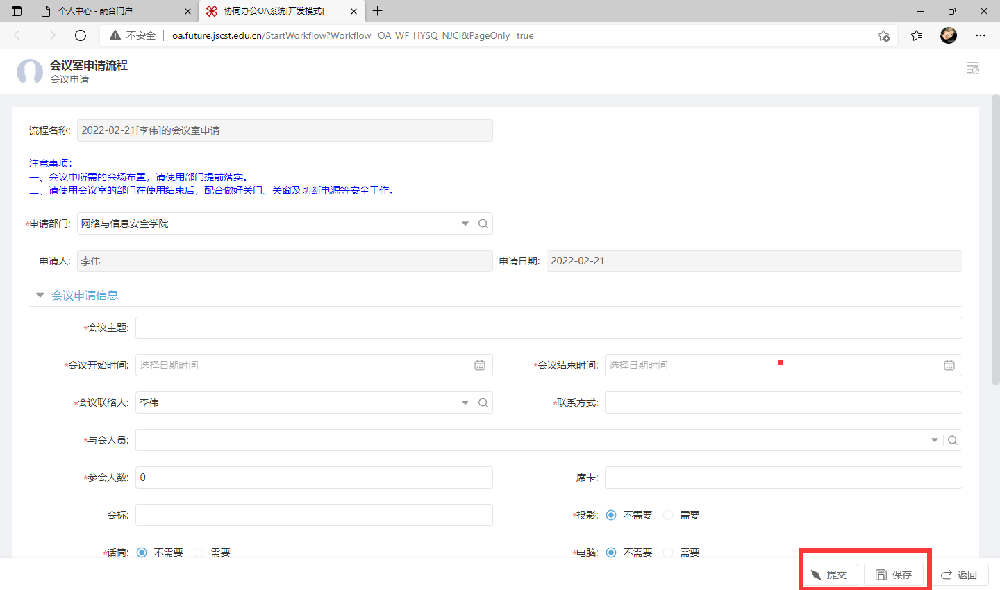 个人中心 - 融合门户
协同办公OA系统[开发模式]
不安全
oa.future.jscst.edu.cn/StartWorkflow?Workflow=OA_WF_HYSQ_NJCI&PageOnly=true
会议室申请流程
会议申请
流程名称: 2022-02-21[李伟]的会议室申请
注意事项:
一、会议中所需的会场布置，请使用部门提前落实。
二、请使用会议室的部门在使用结束后，配合做好关门、关窗及切断电源等安全工作。
*申请部门: 网络与信息安全学院
申请人: 李伟 申请日期: 2022-02-21
会议申请信息
*会议主题:
*会议开始时间: 选择日期时间 *会议结束时间: 选择日期时间
*会议联络人: 李伟 *联系方式:
*与会人员:
*参会人数: 0 席卡:
会标: *投影: 不需要 需要
*话筒: 不需要 需要 *电脑: 不需要 需要
提交 保存 返回